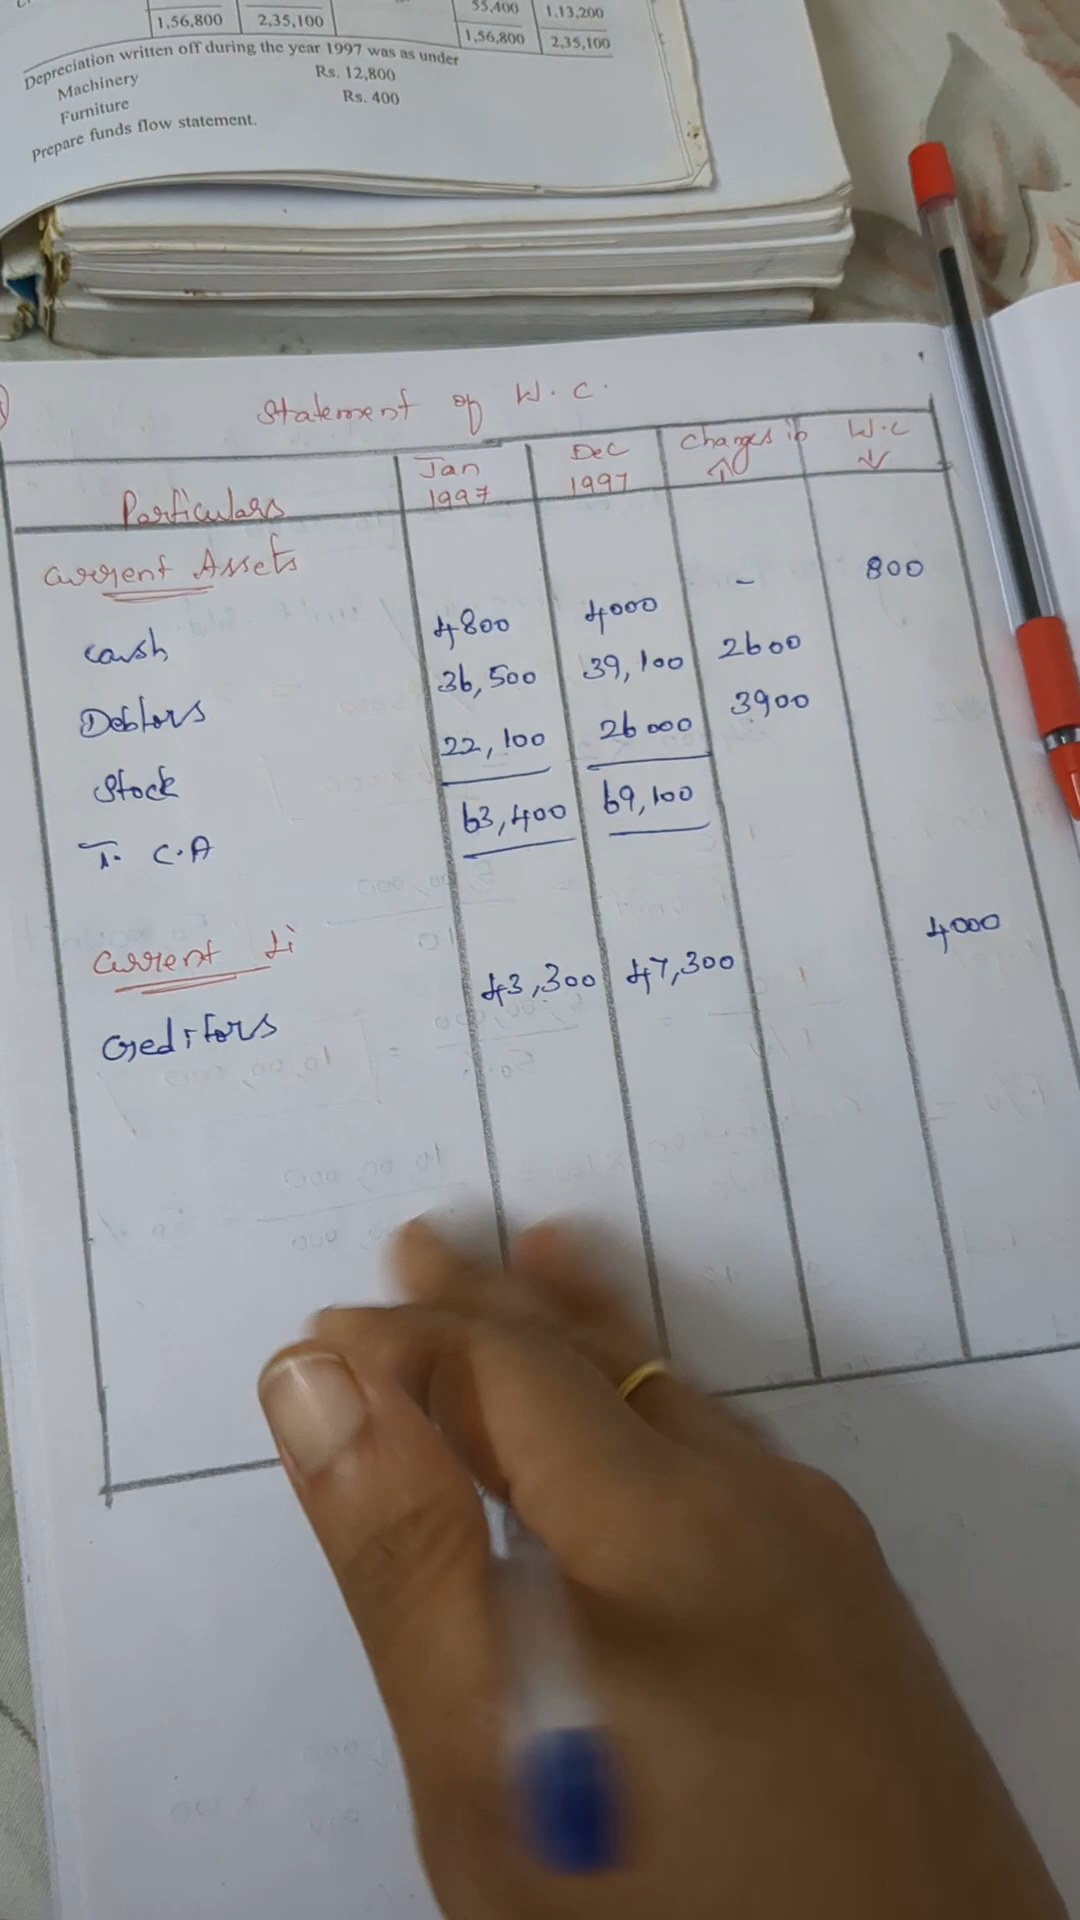 55,400 1,13,200
1,56,800 2,35,100 1,56,800 2,35,100
Depreciation written off during the year 1997 was as under
Machinery Rs. 12,800
Furniture Rs. 400
Prepare funds flow statement.
Statement of W.C.
Particulars Jan 1997 Dec 1997 Changes in ↑ W.C ↓
Current Assets
Cash 4800 4000 - 800
Debtors 36,500 39,100 2600
Stock 22,100 26000 3900
T. C.A 63,400 69,100
Current Li
Creditors 43,300 47,300 4000